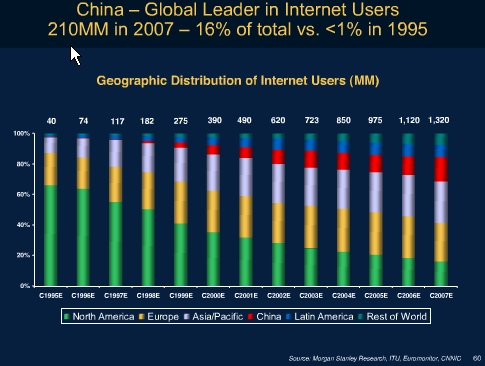 China – Global Leader in Internet Users
210MM in 2007 – 16% of total vs. <1% in 1995
Geographic Distribution of Internet Users (MM)
40 74 117 182 275 390 490 620 723 850 975 1,120 1,320
100%
80%
60%
40%
20%
0%
C1995E C1996E C1997E C1998E C1999E C2000E C2001E C2002E C2003E C2004E C2005E C2006E C2007E
North America Europe Asia/Pacific China Latin America Rest of World
Source: Morgan Stanley Research, ITU, Euromonitor, CNNIC 60